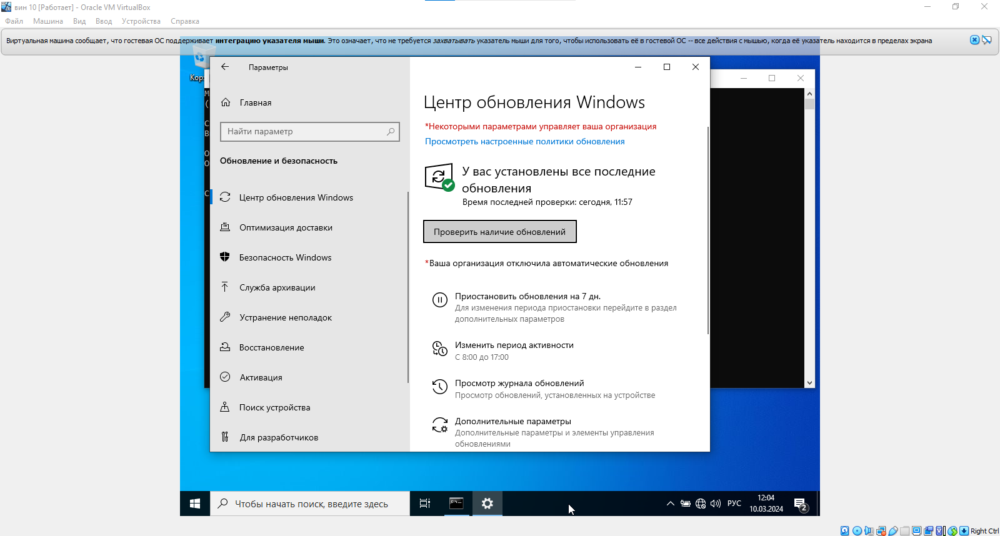 вин 10 [Работает] - Oracle VM VirtualBox
Файл Машина Вид Ввод Устройства Справка
Виртуальная машина сообщает, что гостевая ОС поддерживает интеграцию указателя мыши. Это означает, что не требуется захватывать указатель мыши для того, чтобы использовать её в гостевой ОС -- все действия с мышью, когда её указатель находится в пределах экрана
Параметры
Главная
Найти параметр
Обновление и безопасность
Центр обновления Windows
Оптимизация доставки
Безопасность Windows
Служба архивации
Устранение неполадок
Восстановление
Активация
Поиск устройства
Для разработчиков
Центр обновления Windows
*Некоторыми параметрами управляет ваша организация
Просмотреть настроенные политики обновления
У вас установлены все последние
обновления
Время последней проверки: сегодня, 11:57
Проверить наличие обновлений
*Ваша организация отключила автоматические обновления
Приостановить обновления на 7 дн.
Для изменения периода приостановки перейдите в раздел
дополнительных параметров
Изменить период активности
С 8:00 до 17:00
Просмотр журнала обновлений
Просмотр обновлений, установленных на устройстве
Дополнительные параметры
Дополнительные параметры и элементы управления
обновлениями
Чтобы начать поиск, введите здесь
РУС
12:04
10.03.2024
2
Right Ctrl